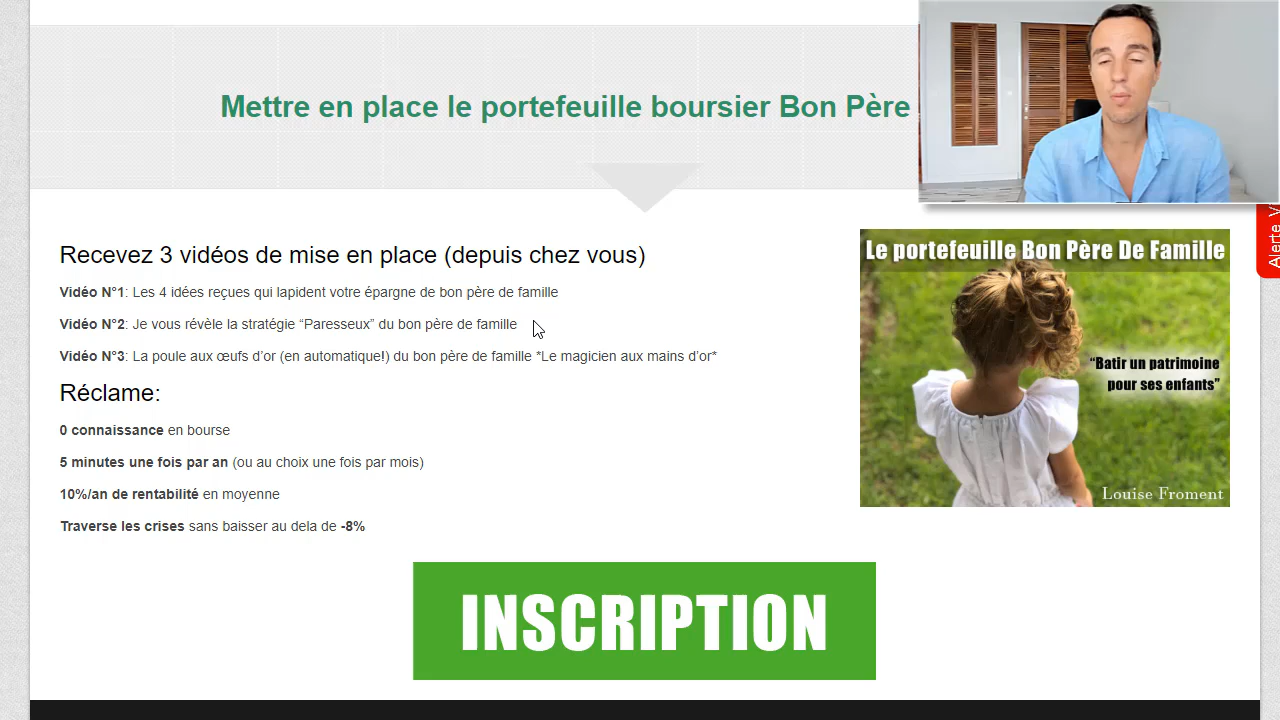 Mettre en place le portefeuille boursier Bon Père
Alerte V
Recevez 3 vidéos de mise en place (depuis chez vous)
Vidéo N°1: Les 4 idées reçues qui lapident votre épargne de bon père de famille
Vidéo N°2: Je vous révèle la stratégie “Paresseux” du bon père de famille
Vidéo N°3: La poule aux œufs d’or (en automatique!) du bon père de famille *Le magicien aux mains d’or*
Réclame:
0 connaissance en bourse
5 minutes une fois par an (ou au choix une fois par mois)
10%/an de rentabilité en moyenne
Traverse les crises sans baisser au dela de -8%
Le portefeuille Bon Père De Famille
“Batir un patrimoine
pour ses enfants”
Louise Froment
INSCRIPTION